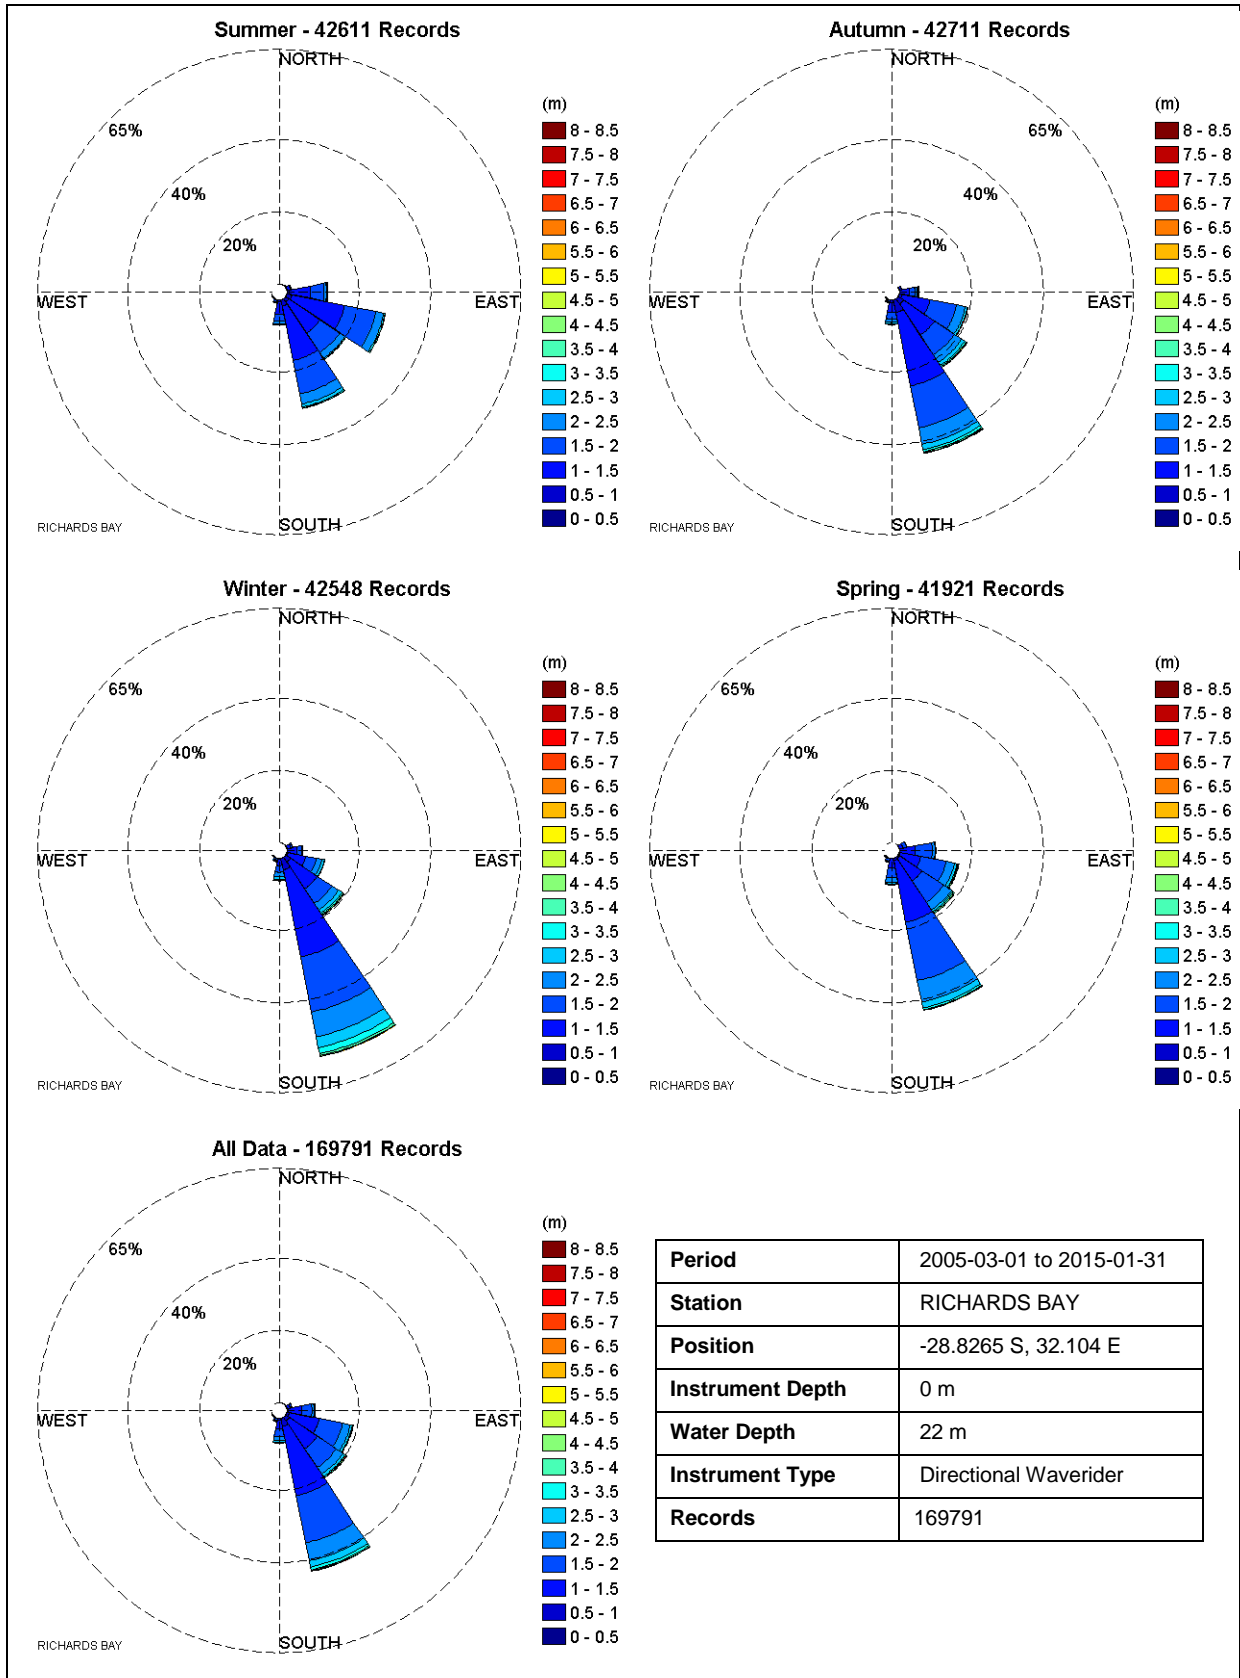 Summer - 42611 Records
NORTH
65%
40%
20%
WEST
EAST
SOUTH
RICHARDS BAY
(m)
8 - 8.5
7.5 - 8
7 - 7.5
6.5 - 7
6 - 6.5
5.5 - 6
5 - 5.5
4.5 - 5
4 - 4.5
3.5 - 4
3 - 3.5
2.5 - 3
2 - 2.5
1.5 - 2
1 - 1.5
0.5 - 1
0 - 0.5
Autumn - 42711 Records
NORTH
65%
40%
20%
WEST
EAST
SOUTH
RICHARDS BAY
(m)
8 - 8.5
7.5 - 8
7 - 7.5
6.5 - 7
6 - 6.5
5.5 - 6
5 - 5.5
4.5 - 5
4 - 4.5
3.5 - 4
3 - 3.5
2.5 - 3
2 - 2.5
1.5 - 2
1 - 1.5
0.5 - 1
0 - 0.5
Winter - 42548 Records
NORTH
65%
40%
20%
WEST
EAST
SOUTH
RICHARDS BAY
(m)
8 - 8.5
7.5 - 8
7 - 7.5
6.5 - 7
6 - 6.5
5.5 - 6
5 - 5.5
4.5 - 5
4 - 4.5
3.5 - 4
3 - 3.5
2.5 - 3
2 - 2.5
1.5 - 2
1 - 1.5
0.5 - 1
0 - 0.5
Spring - 41921 Records
NORTH
65%
40%
20%
WEST
EAST
SOUTH
RICHARDS BAY
(m)
8 - 8.5
7.5 - 8
7 - 7.5
6.5 - 7
6 - 6.5
5.5 - 6
5 - 5.5
4.5 - 5
4 - 4.5
3.5 - 4
3 - 3.5
2.5 - 3
2 - 2.5
1.5 - 2
1 - 1.5
0.5 - 1
0 - 0.5
All Data - 169791 Records
NORTH
65%
40%
20%
WEST
EAST
SOUTH
RICHARDS BAY
(m)
8 - 8.5
7.5 - 8
7 - 7.5
6.5 - 7
6 - 6.5
5.5 - 6
5 - 5.5
4.5 - 5
4 - 4.5
3.5 - 4
3 - 3.5
2.5 - 3
2 - 2.5
1.5 - 2
1 - 1.5
0.5 - 1
0 - 0.5
Period 2005-03-01 to 2015-01-31
Station RICHARDS BAY
Position -28.8265 S, 32.104 E
Instrument Depth 0 m
Water Depth 22 m
Instrument Type Directional Waverider
Records 169791